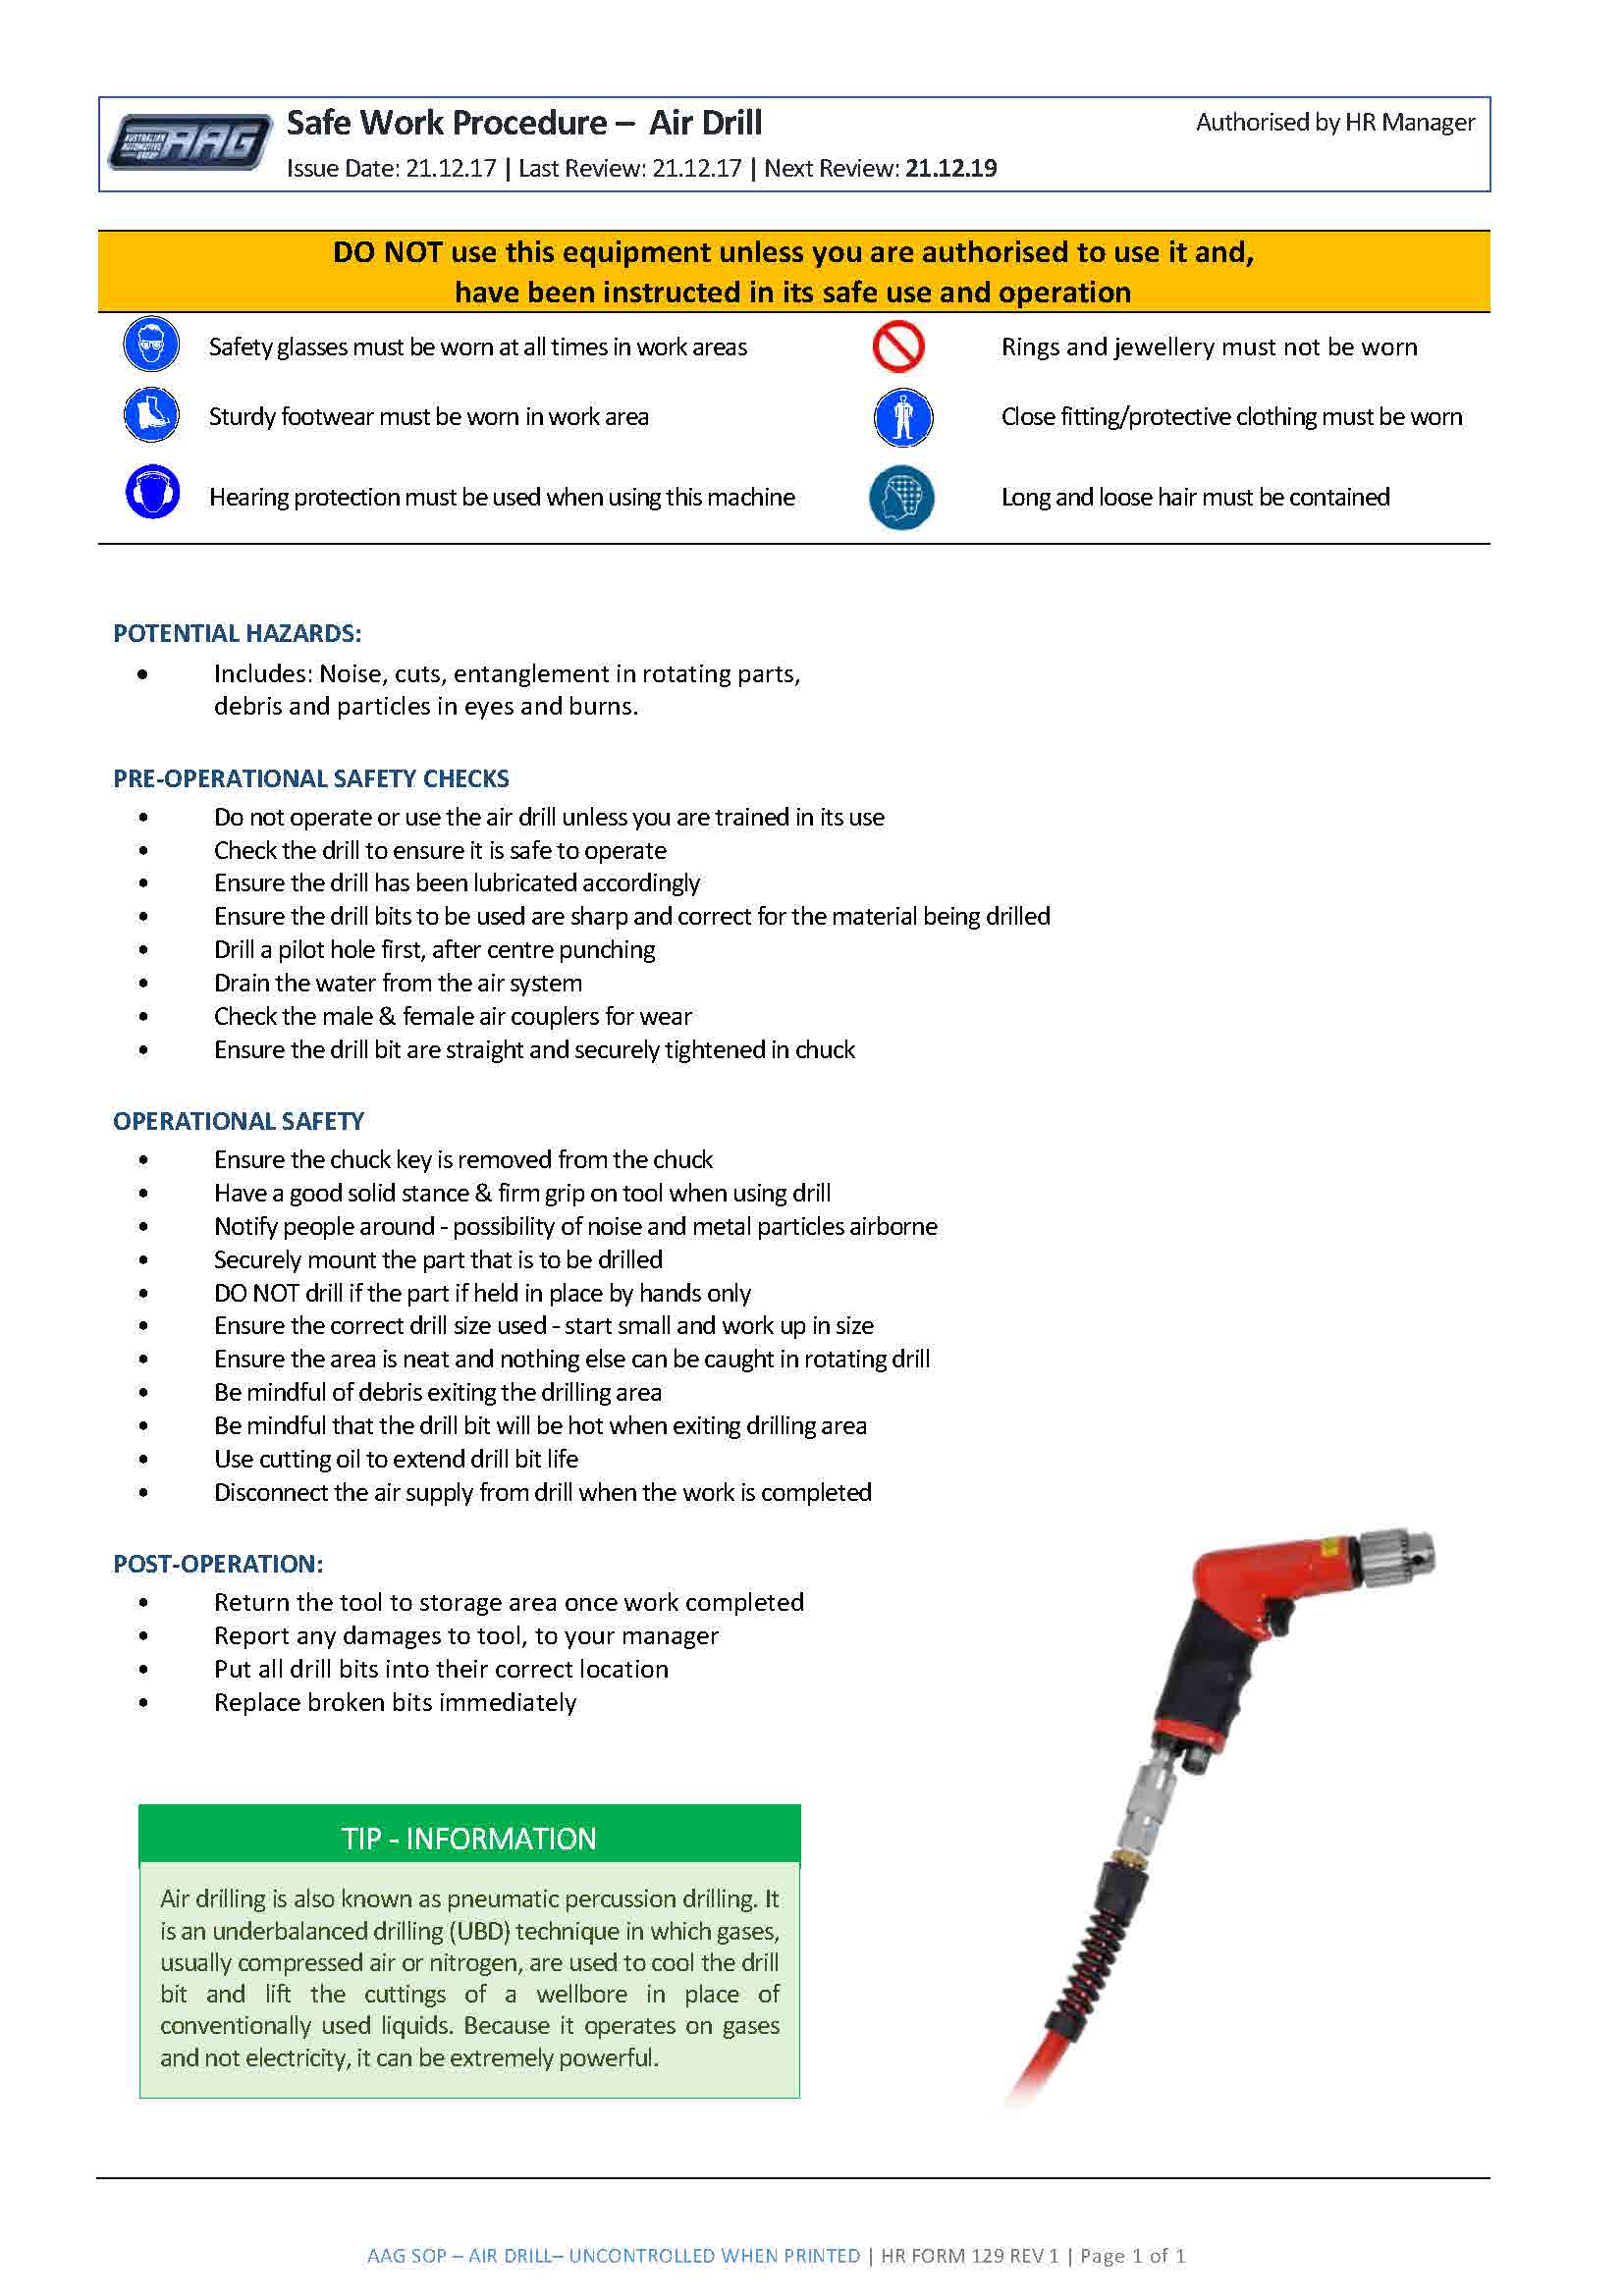 AUSTRALIAN
AUTOMOTIVE
GROUP
AAG
Safe Work Procedure – Air Drill
Authorised by HR Manager
Issue Date: 21.12.17 | Last Review: 21.12.17 | Next Review: 21.12.19
DO NOT use this equipment unless you are authorised to use it and,
have been instructed in its safe use and operation
Safety glasses must be worn at all times in work areas
Rings and jewellery must not be worn
Sturdy footwear must be worn in work area
Close fitting/protective clothing must be worn
Hearing protection must be used when using this machine
Long and loose hair must be contained
POTENTIAL HAZARDS:
• Includes: Noise, cuts, entanglement in rotating parts,
debris and particles in eyes and burns.
PRE-OPERATIONAL SAFETY CHECKS
• Do not operate or use the air drill unless you are trained in its use
• Check the drill to ensure it is safe to operate
• Ensure the drill has been lubricated accordingly
• Ensure the drill bits to be used are sharp and correct for the material being drilled
• Drill a pilot hole first, after centre punching
• Drain the water from the air system
• Check the male & female air couplers for wear
• Ensure the drill bit are straight and securely tightened in chuck
OPERATIONAL SAFETY
• Ensure the chuck key is removed from the chuck
• Have a good solid stance & firm grip on tool when using drill
• Notify people around - possibility of noise and metal particles airborne
• Securely mount the part that is to be drilled
• DO NOT drill if the part if held in place by hands only
• Ensure the correct drill size used - start small and work up in size
• Ensure the area is neat and nothing else can be caught in rotating drill
• Be mindful of debris exiting the drilling area
• Be mindful that the drill bit will be hot when exiting drilling area
• Use cutting oil to extend drill bit life
• Disconnect the air supply from drill when the work is completed
POST-OPERATION:
• Return the tool to storage area once work completed
• Report any damages to tool, to your manager
• Put all drill bits into their correct location
• Replace broken bits immediately
TIP - INFORMATION
Air drilling is also known as pneumatic percussion drilling. It
is an underbalanced drilling (UBD) technique in which gases,
usually compressed air or nitrogen, are used to cool the drill
bit and lift the cuttings of a wellbore in place of
conventionally used liquids. Because it operates on gases
and not electricity, it can be extremely powerful.
AAG SOP – AIR DRILL– UNCONTROLLED WHEN PRINTED | HR FORM 129 REV 1 | Page 1 of 1